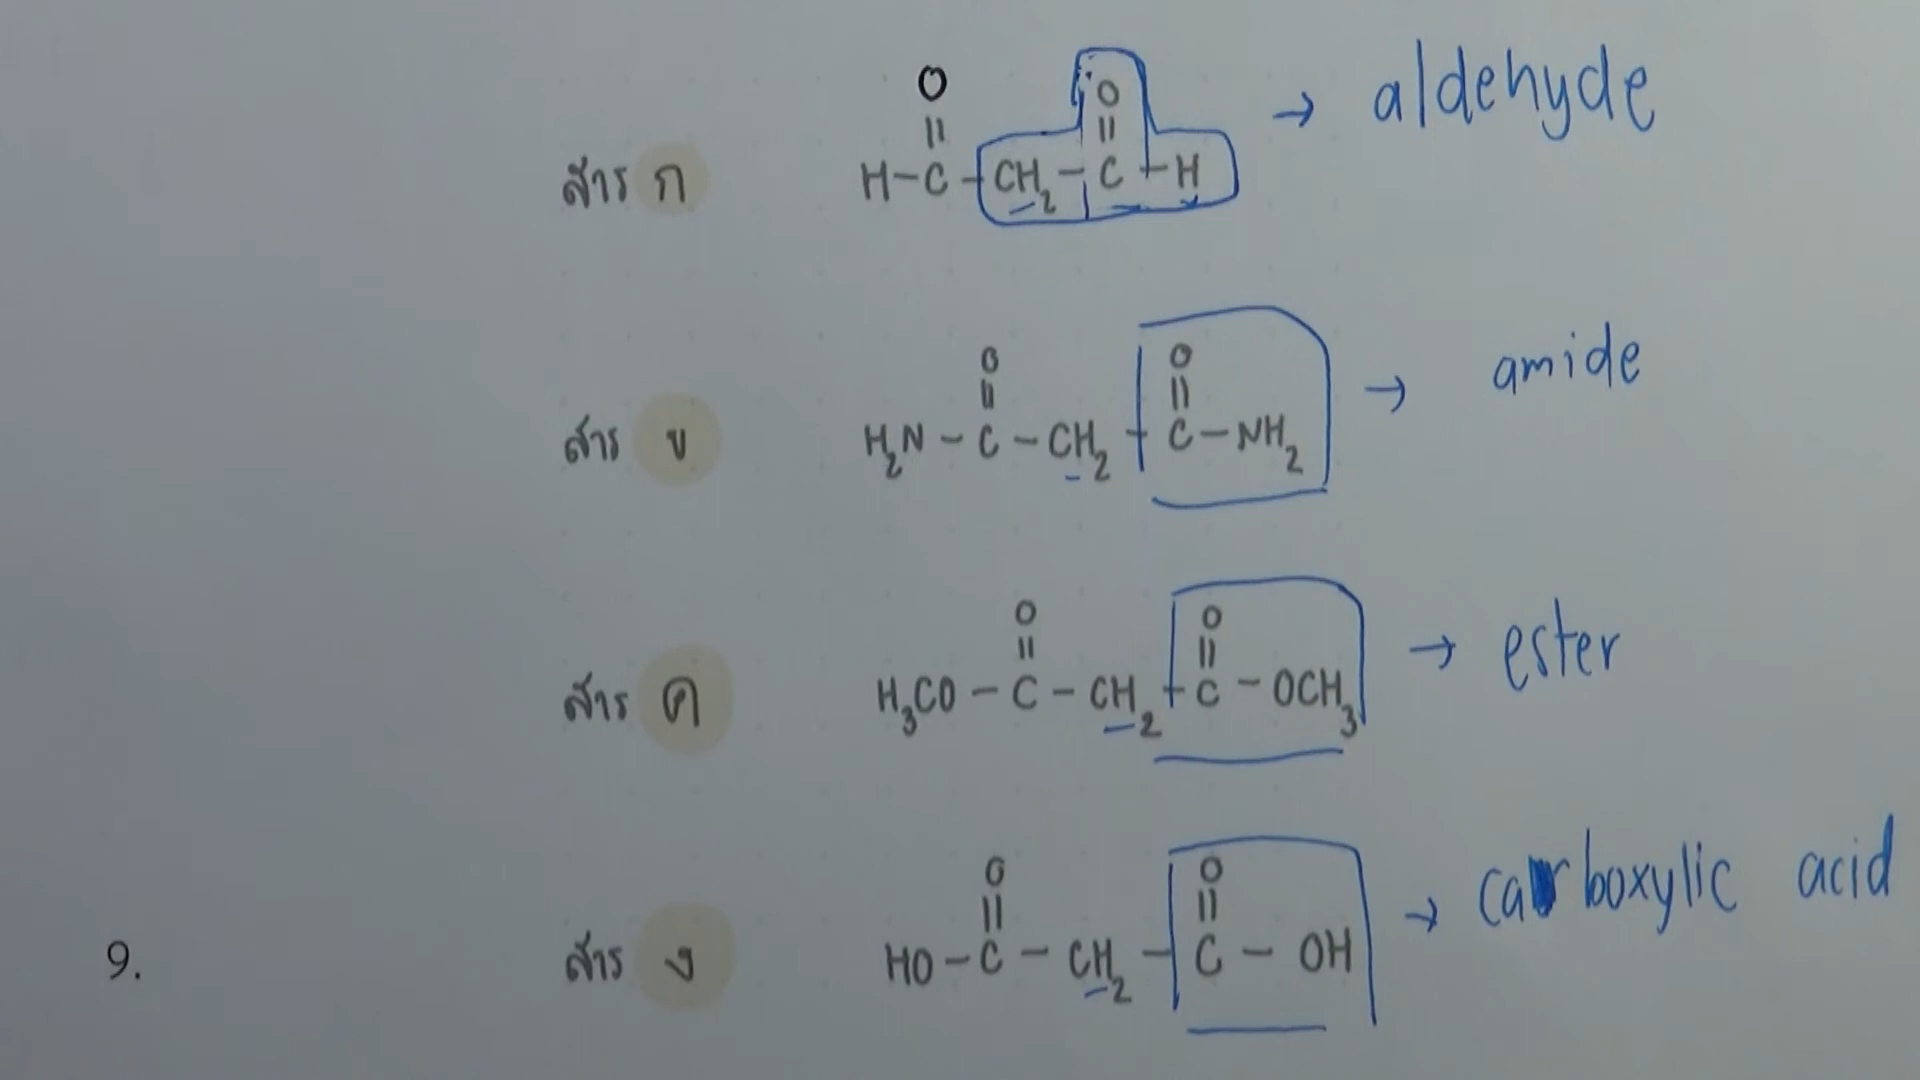 O O → aldehyde
|| ||
สาร ก H-C-CH₂-C-H
O O → amide
|| ||
สาร ข H₂N-C-CH₂-C-NH₂
O O → ester
|| ||
สาร ค H₃CO-C-CH₂-C-OCH₃
O O → carboxylic acid
|| ||
9. สาร ง HO-C-CH₂-C-OH